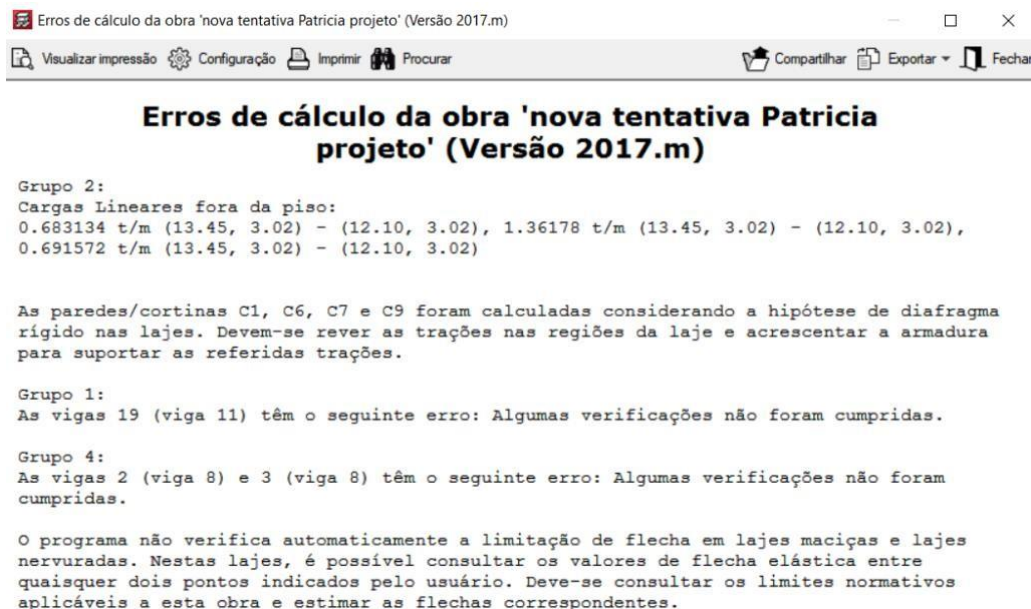 Erros de cálculo da obra 'nova tentativa Patricia projeto' (Versão 2017.m)
Visualizar impressão Configuração Imprimir Procurar Compartilhar Exportar Fechar
Erros de cálculo da obra 'nova tentativa Patricia
projeto' (Versão 2017.m)
Grupo 2:
Cargas Lineares fora da piso:
0.683134 t/m (13.45, 3.02) - (12.10, 3.02), 1.36178 t/m (13.45, 3.02) - (12.10, 3.02),
0.691572 t/m (13.45, 3.02) - (12.10, 3.02)
As paredes/cortinas C1, C6, C7 e C9 foram calculadas considerando a hipótese de diafragma
rígido nas lajes. Devem-se rever as trações nas regiões da laje e acrescentar a armadura
para suportar as referidas trações.
Grupo 1:
As vigas 19 (viga 11) têm o seguinte erro: Algumas verificações não foram cumpridas.
Grupo 4:
As vigas 2 (viga 8) e 3 (viga 8) têm o seguinte erro: Algumas verificações não foram
cumpridas.
O programa não verifica automaticamente a limitação de flecha em lajes maciças e lajes
nervuradas. Nestas lajes, é possível consultar os valores de flecha elástica entre
quaisquer dois pontos indicados pelo usuário. Deve-se consultar os limites normativos
aplicáveis a esta obra e estimar as flechas correspondentes.